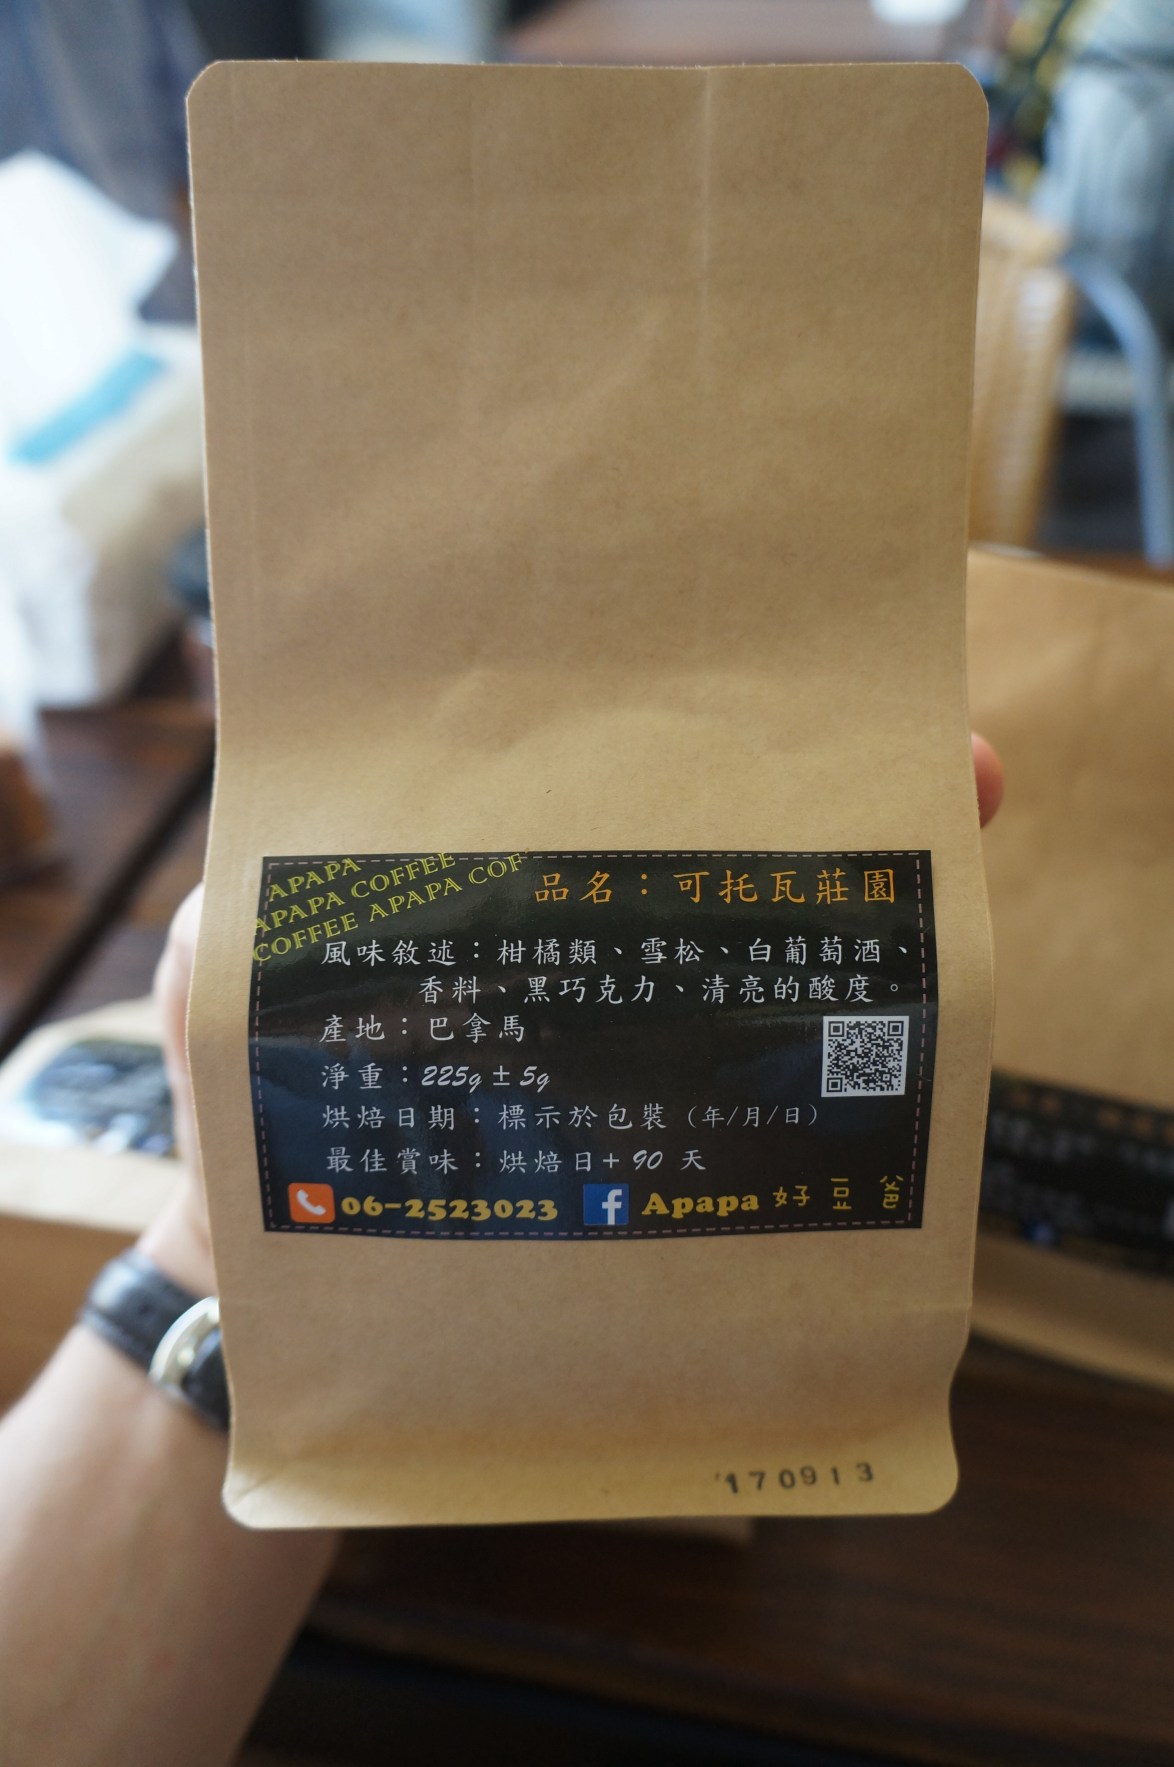 APAPA
APAPA COFFEE
COFFEE APAPA COF
品名：可托瓦莊園
風味敘述：柑橘類、雪松、白葡萄酒、
香料、黑巧克力、清亮的酸度。
產地：巴拿馬
淨重：225g ± 5g
烘焙日期：標示於包裝（年/月/日）
最佳賞味：烘焙日+ 90 天
06-2523023 f Apapa 好豆爸
'170913